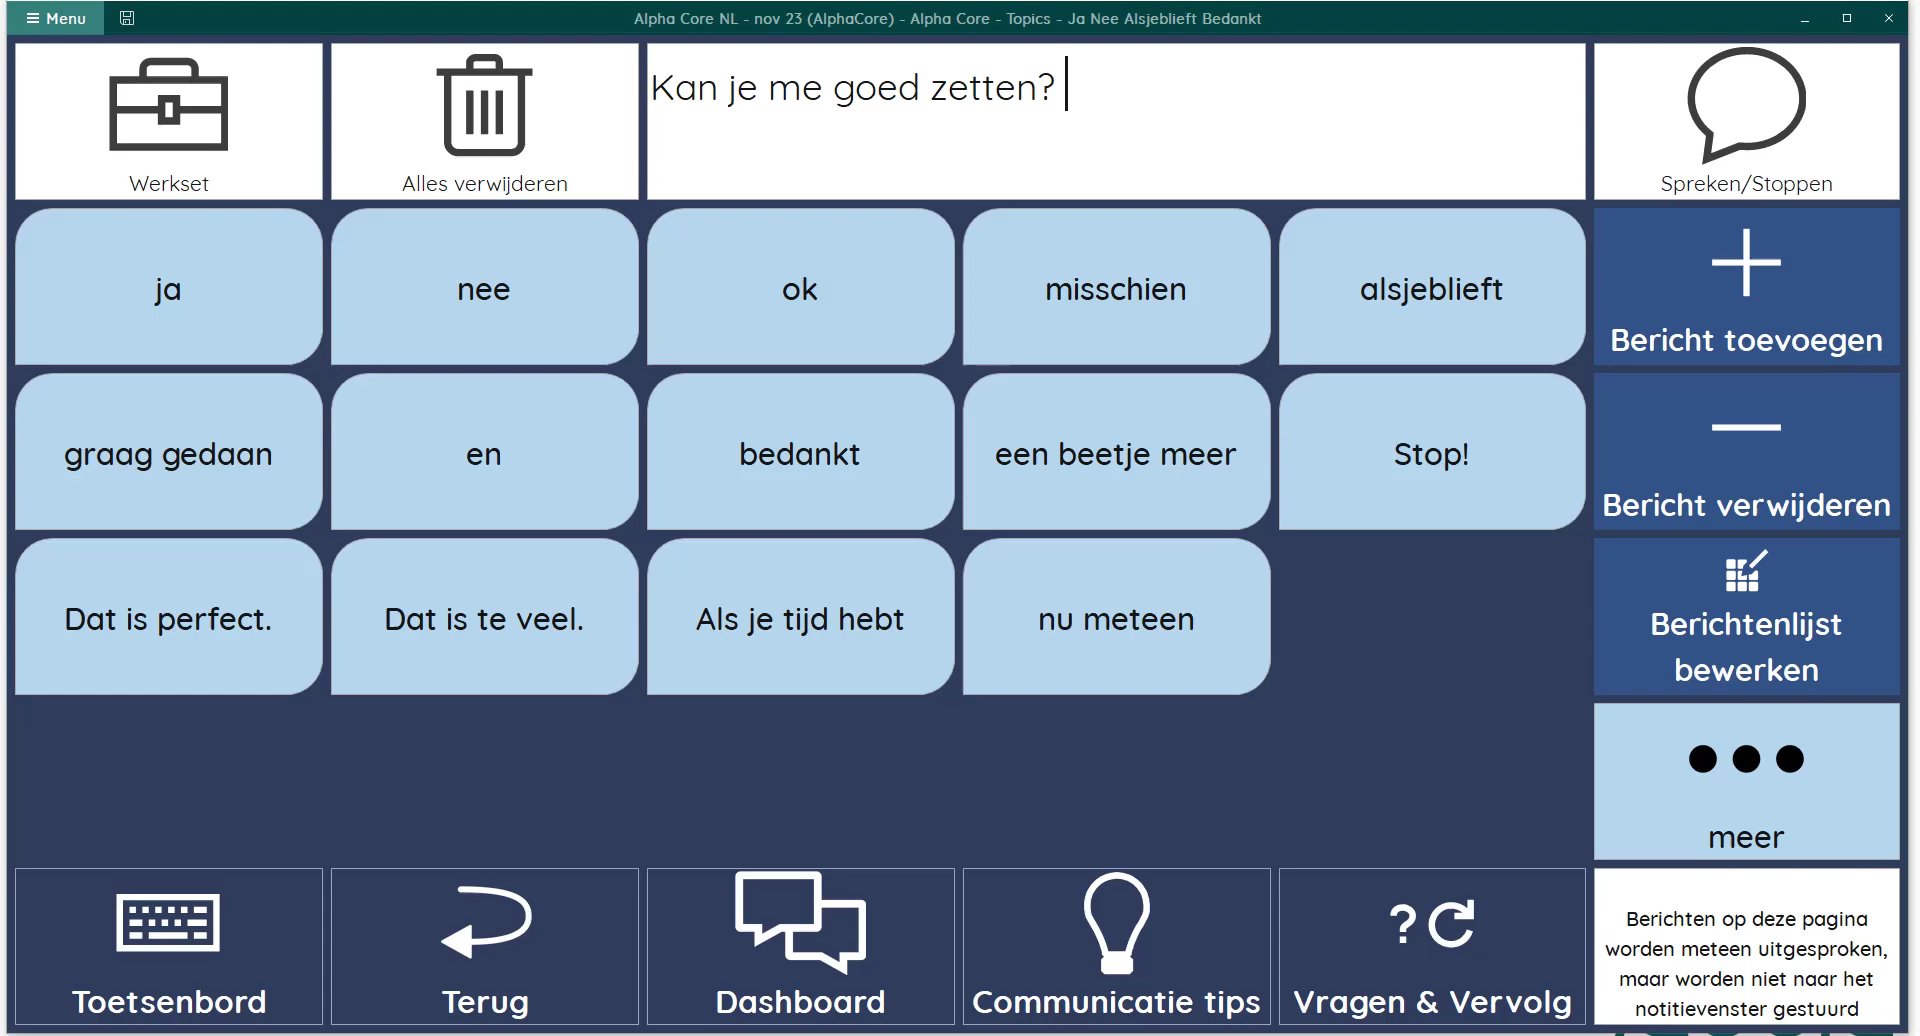 Menu
Alpha Core NL - nov 23 (AlphaCore) - Alpha Core - Topics - Ja Nee Alsjeblieft Bedankt
Werkset
Alles verwijderen
Kan je me goed zetten?
Spreken/Stoppen
ja
nee
ok
misschien
alsjeblieft
Bericht toevoegen
graag gedaan
en
bedankt
een beetje meer
Stop!
Bericht verwijderen
Dat is perfect.
Dat is te veel.
Als je tijd hebt
nu meteen
Berichtenlijst
bewerken
meer
Toetsenbord
Terug
Dashboard
Communicatie tips
?
Vragen & Vervolg
Berichten op deze pagina
worden meteen uitgesproken,
maar worden niet naar het
notitievenster gestuurd